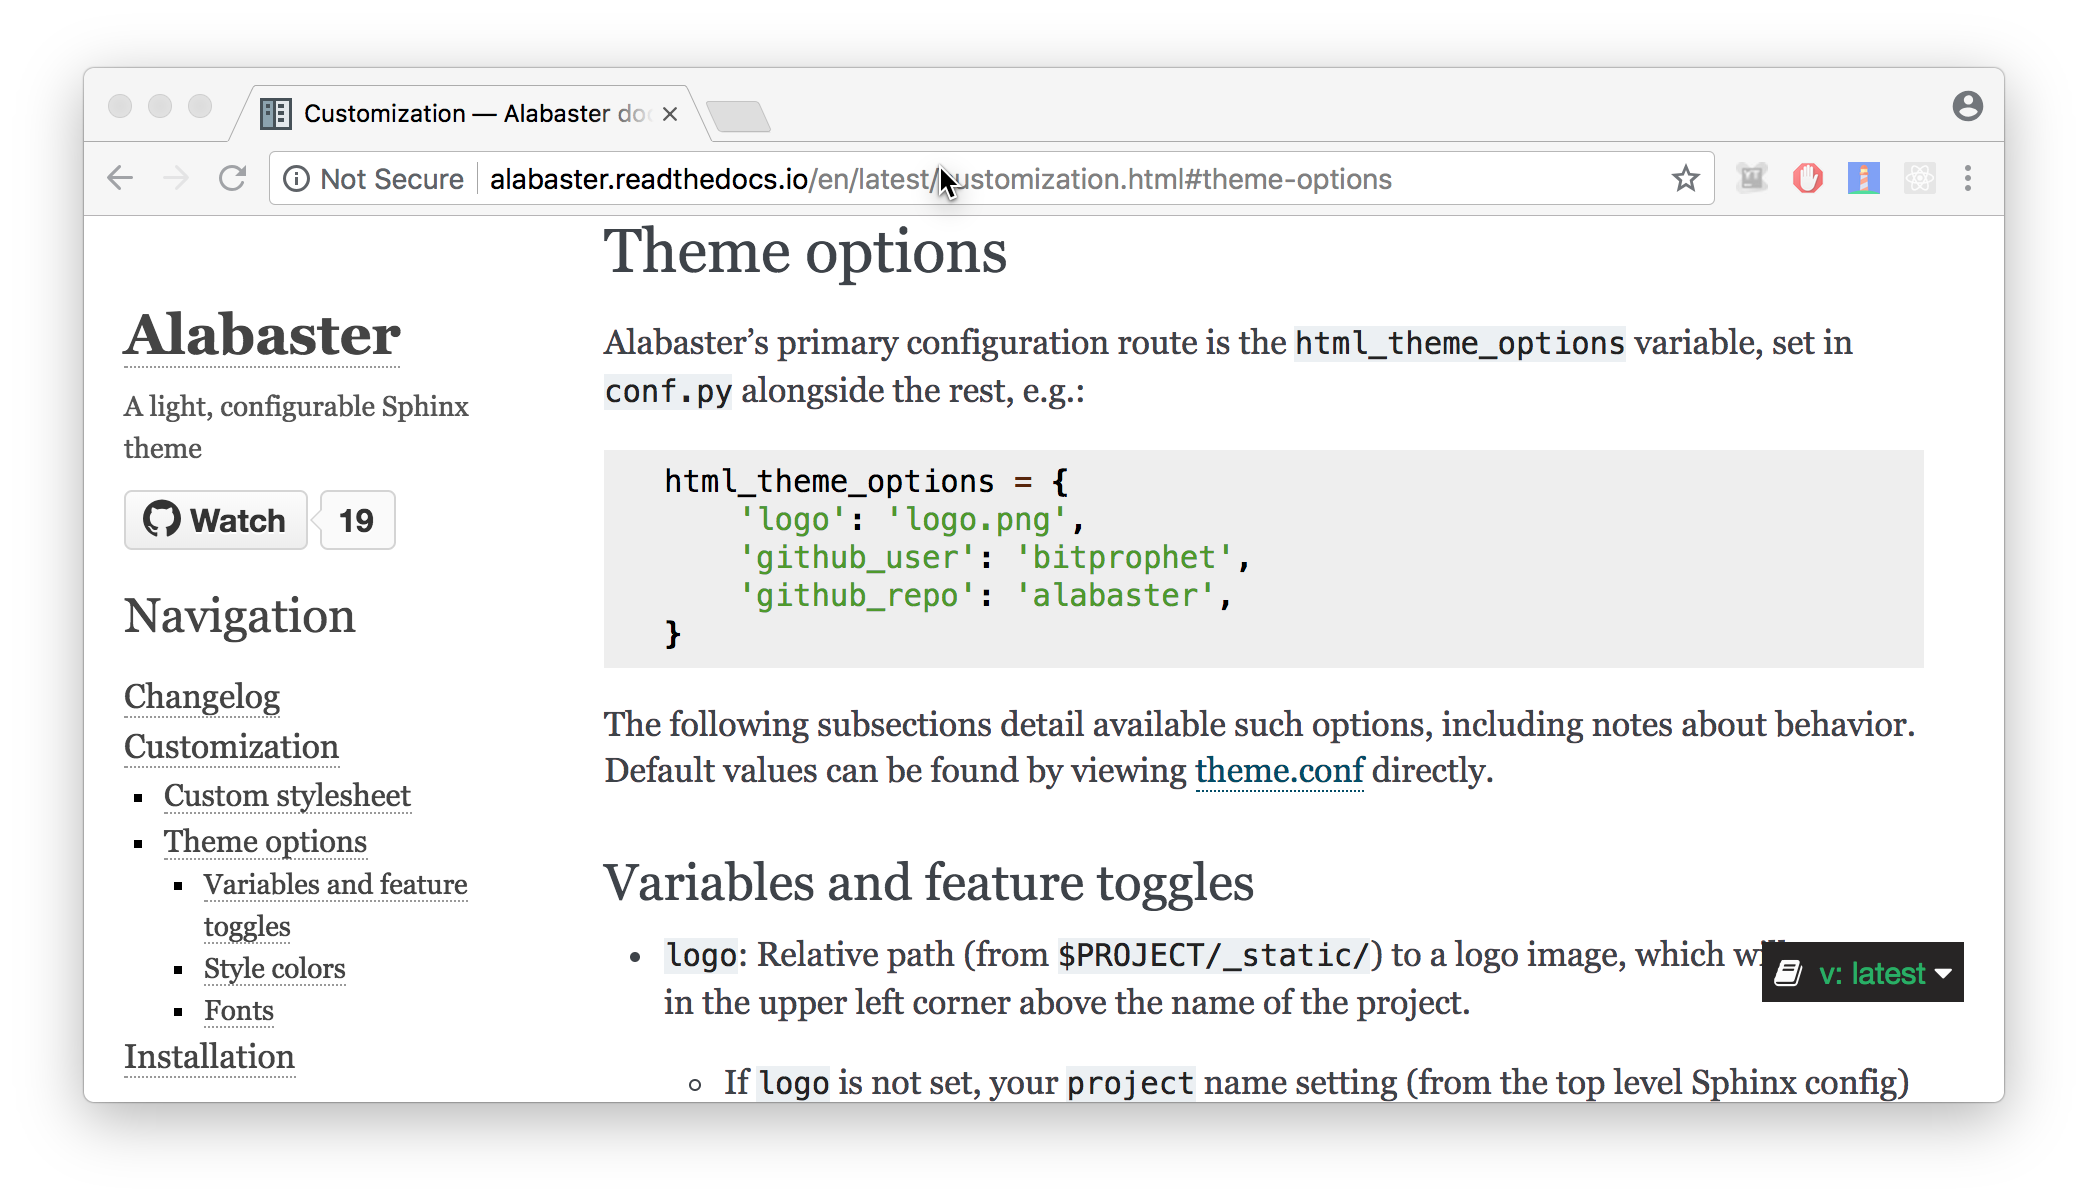 Customization — Alabaster doc
Not Secure alabaster.readthedocs.io/en/latest/customization.html#theme-options
Alabaster
A light, configurable Sphinx
theme
Watch 19
Navigation
Changelog
Customization
Custom stylesheet
Theme options
Variables and feature
toggles
Style colors
Fonts
Installation
Theme options
Alabaster’s primary configuration route is the html_theme_options variable, set in
conf.py alongside the rest, e.g.:
html_theme_options = {
    'logo': 'logo.png',
    'github_user': 'bitprophet',
    'github_repo': 'alabaster',
}
The following subsections detail available such options, including notes about behavior.
Default values can be found by viewing theme.conf directly.
Variables and feature toggles
logo: Relative path (from $PROJECT/_static/) to a logo image, which will
in the upper left corner above the name of the project.
If logo is not set, your project name setting (from the top level Sphinx config)
v: latest